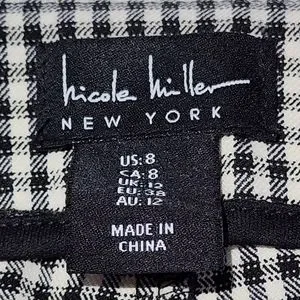 Nicole Miller
NEW YORK
US: 8
CA: 8
UK: 12
EU: 38
AU: 12
MADE IN
CHINA